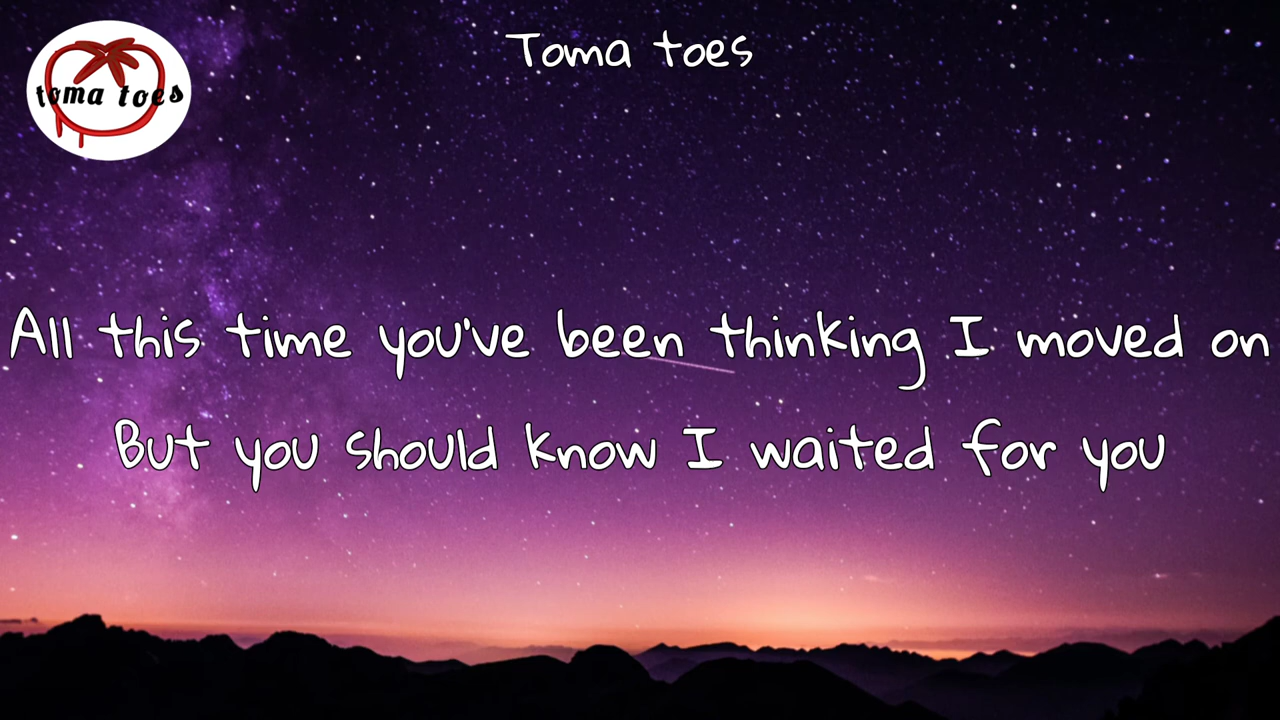 toma toes
Toma toes
All this time you've been thinking I moved on
But you should know I waited for you